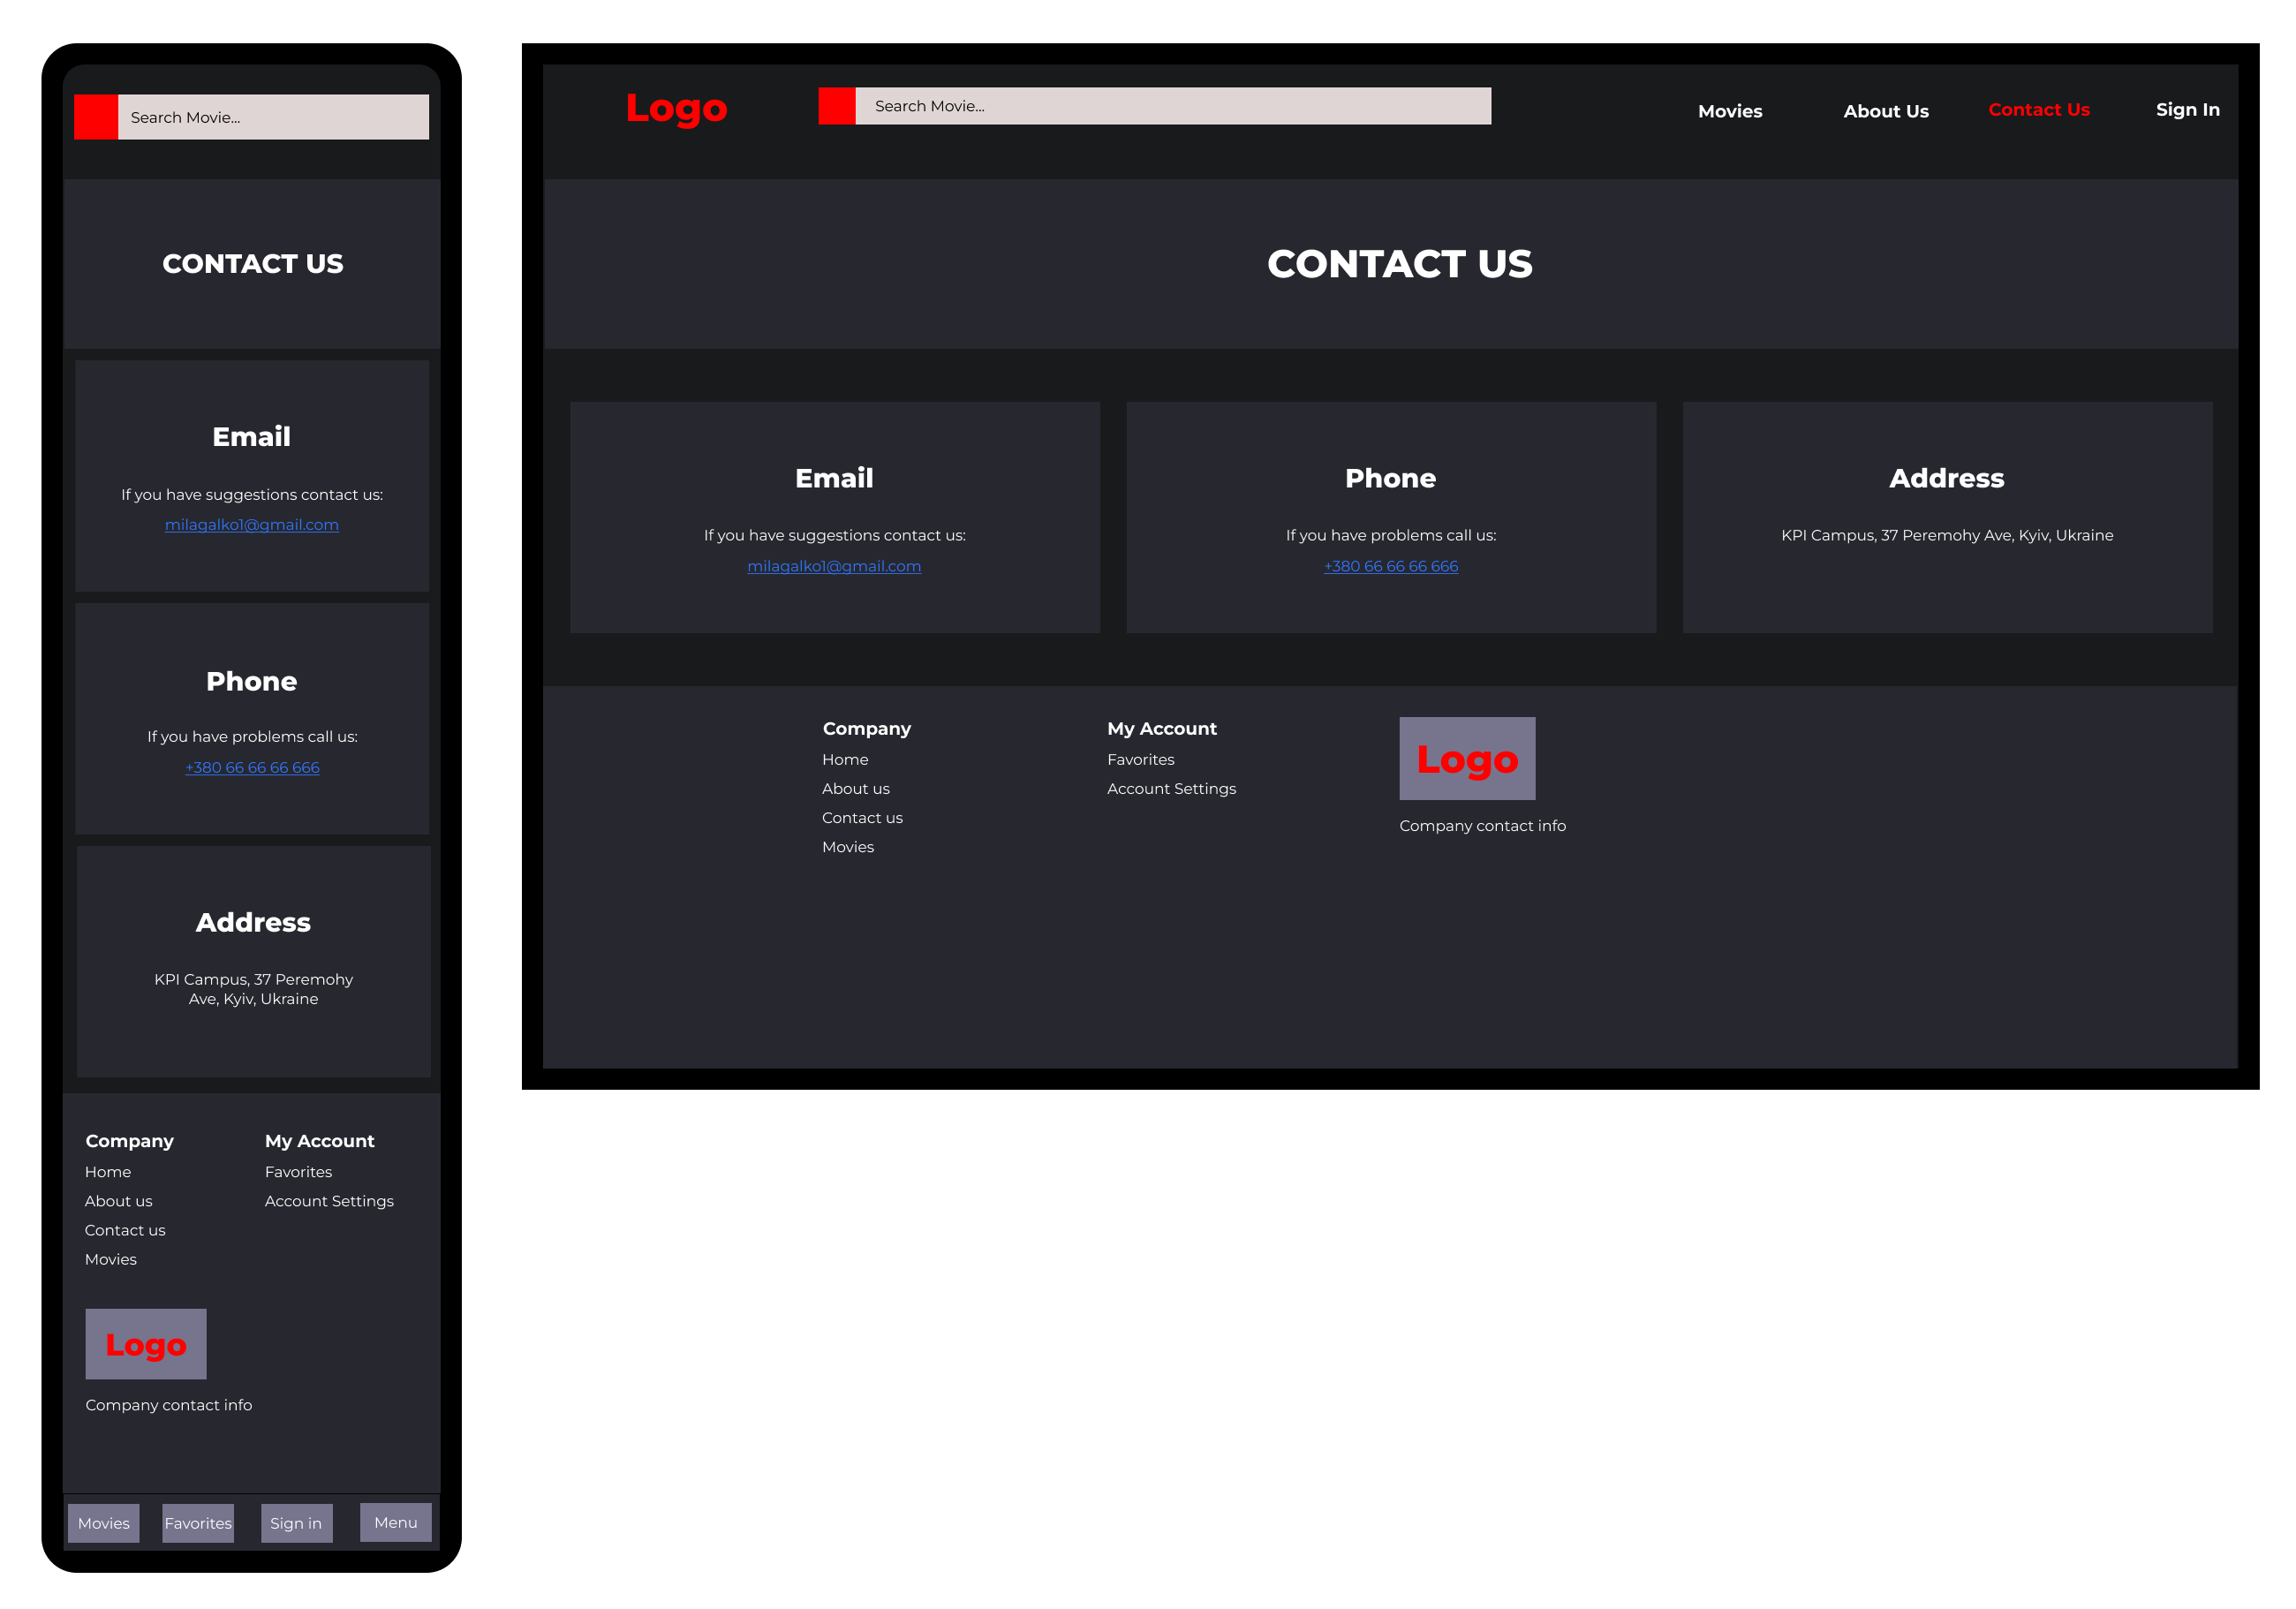 Search Movie...
CONTACT US
Email
If you have suggestions contact us:
milagalko1@gmail.com
Phone
If you have problems call us:
+380 66 66 66 666
Address
KPI Campus, 37 Peremohy
Ave, Kyiv, Ukraine
Company
Home
About us
Contact us
Movies
My Account
Favorites
Account Settings
Logo
Company contact info
Movies
Favorites
Sign in
Menu
Logo
Search Movie...
Movies
About Us
Contact Us
Sign In
CONTACT US
Email
If you have suggestions contact us:
milagalko1@gmail.com
Phone
If you have problems call us:
+380 66 66 66 666
Address
KPI Campus, 37 Peremohy Ave, Kyiv, Ukraine
Company
Home
About us
Contact us
Movies
My Account
Favorites
Account Settings
Logo
Company contact info